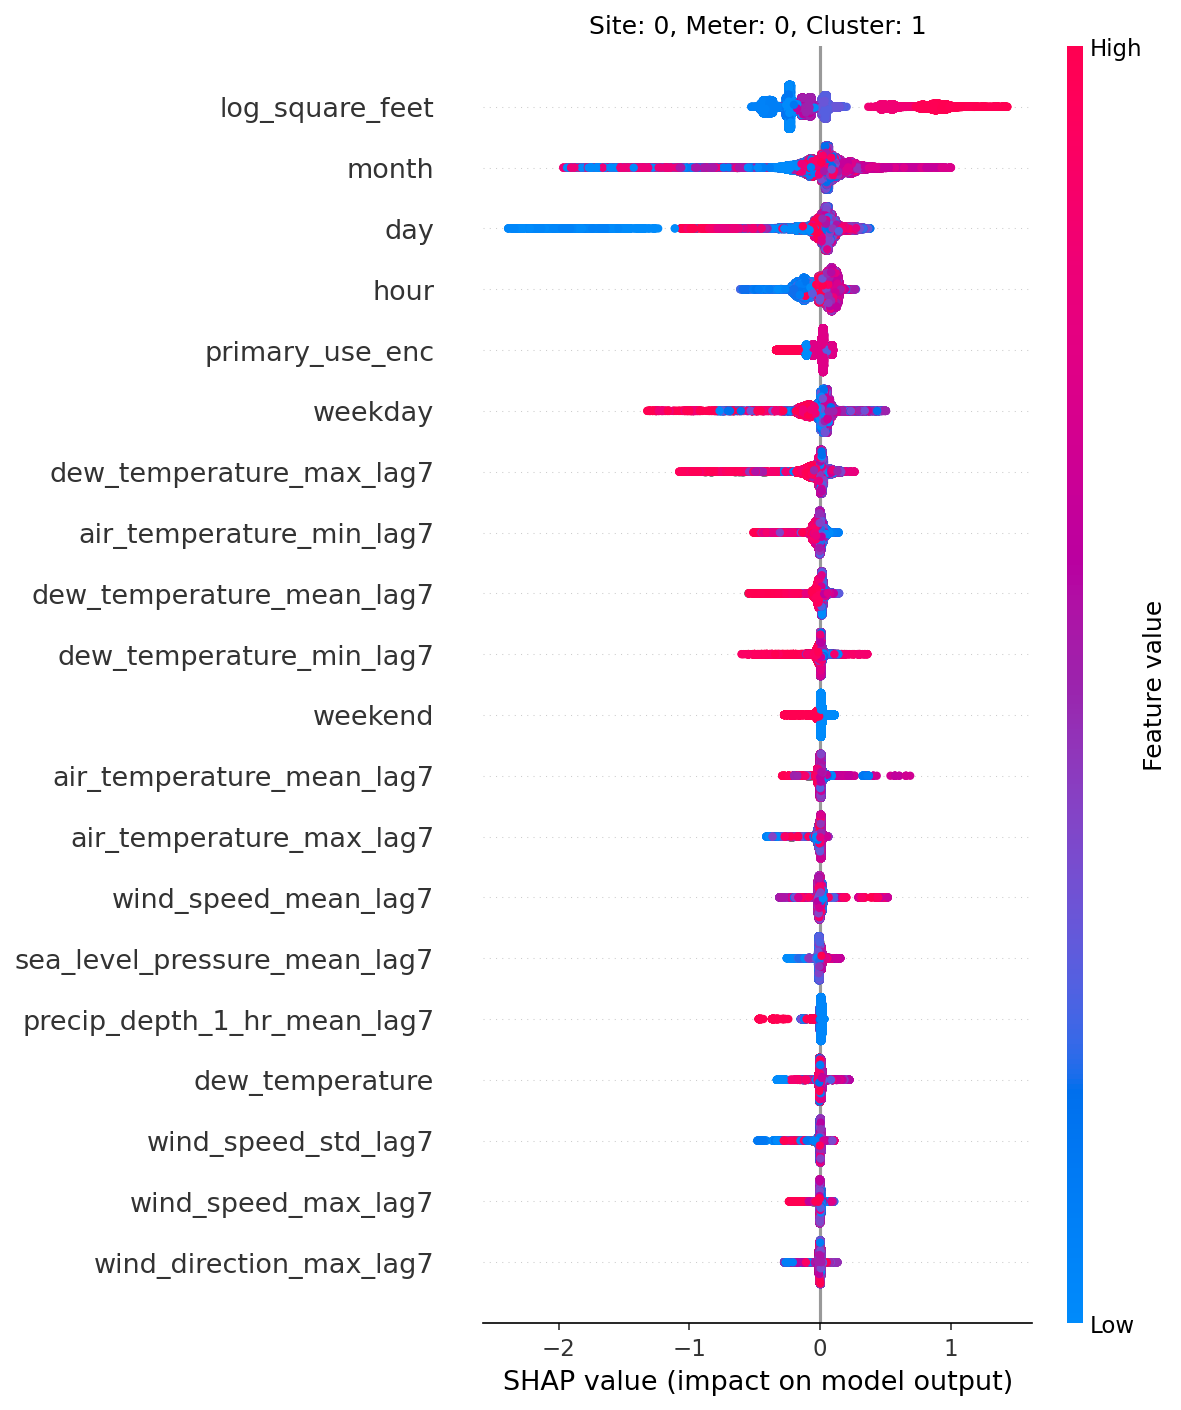 Site: 0, Meter: 0, Cluster: 1
High
log_square_feet
month
day
hour
primary_use_enc
weekday
dew_temperature_max_lag7
air_temperature_min_lag7
dew_temperature_mean_lag7
dew_temperature_min_lag7
weekend
air_temperature_mean_lag7
air_temperature_max_lag7
wind_speed_mean_lag7
sea_level_pressure_mean_lag7
precip_depth_1_hr_mean_lag7
dew_temperature
wind_speed_std_lag7
wind_speed_max_lag7
wind_direction_max_lag7
Feature value
Low
−2 −1 0 1
SHAP value (impact on model output)